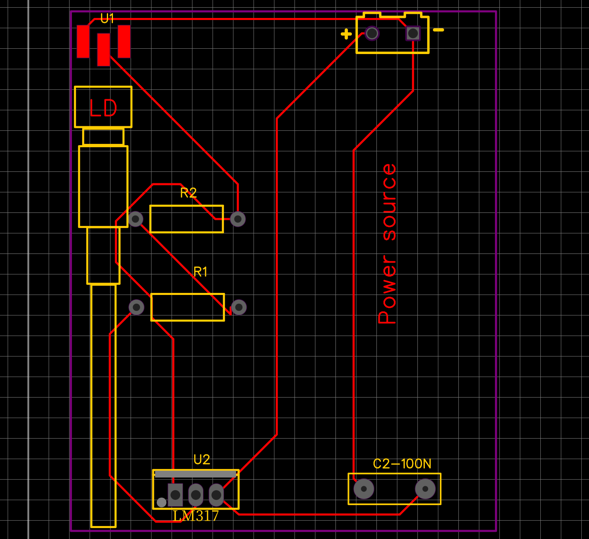 U1
+ −
LD
R2
Power source
R1
U2
C2-100N
LM317